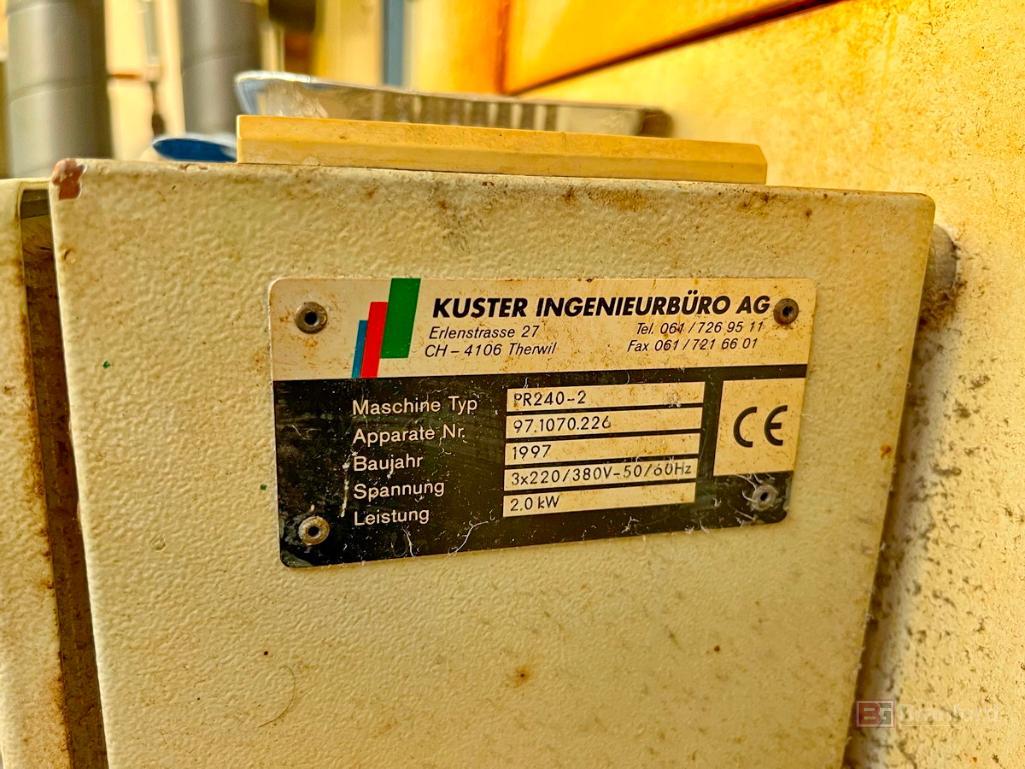 KUSTER INGENIEURBÜRO AG
Erlenstrasse 27 Tel. 061/726 95 11
CH – 4106 Therwil Fax 061/721 66 01
Maschine Typ PR240-2
Apparate Nr. 97.1070.226
Baujahr 1997
Spannung 3x220/380V-50/60Hz
Leistung 2.0 kW
CE